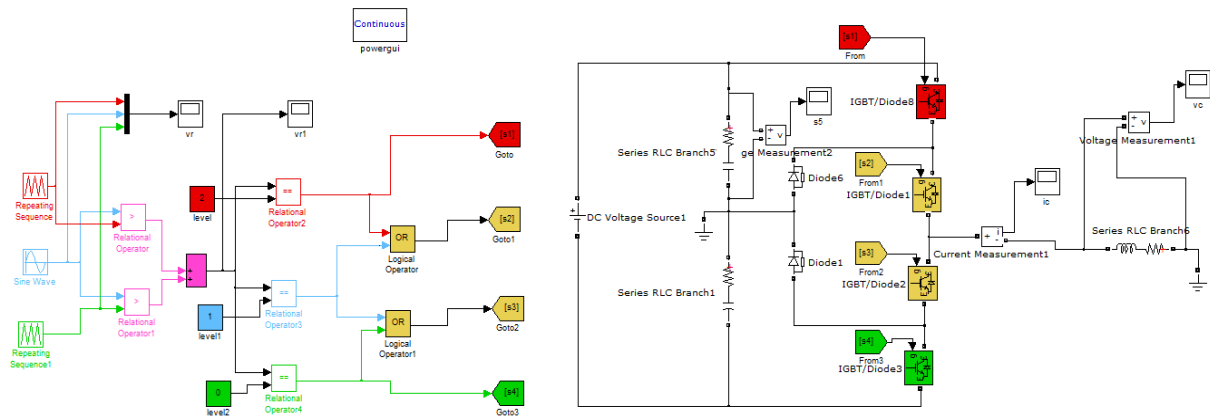 Continuous
powergui
vr
vr1
Repeating
Sequence
Sine Wave
Repeating
Sequence1
>
Relational
Operator
>
Relational
Operator1
+
+
2
level
==
Relational
Operator2
1
level1
==
Relational
Operator3
0
level2
==
Relational
Operator4
OR
Logical
Operator
OR
Logical
Operator1
[s1]
Goto
[s2]
Goto1
[s3]
Goto2
[s4]
Goto3
+
DC Voltage Source1
Series RLC Branch5
Series RLC Branch1
+
-
v
ge Measurement2
s5
Diode6
Diode1
[s1]
From
g
C
E
IGBT/Diode8
[s2]
From1
g
C
E
IGBT/Diode1
[s3]
From2
g
C
E
IGBT/Diode2
[s4]
From3
g
C
E
IGBT/Diode3
+
i
-
Current Measurement1
ic
+
-
v
Voltage Measurement1
vc
Series RLC Branch6